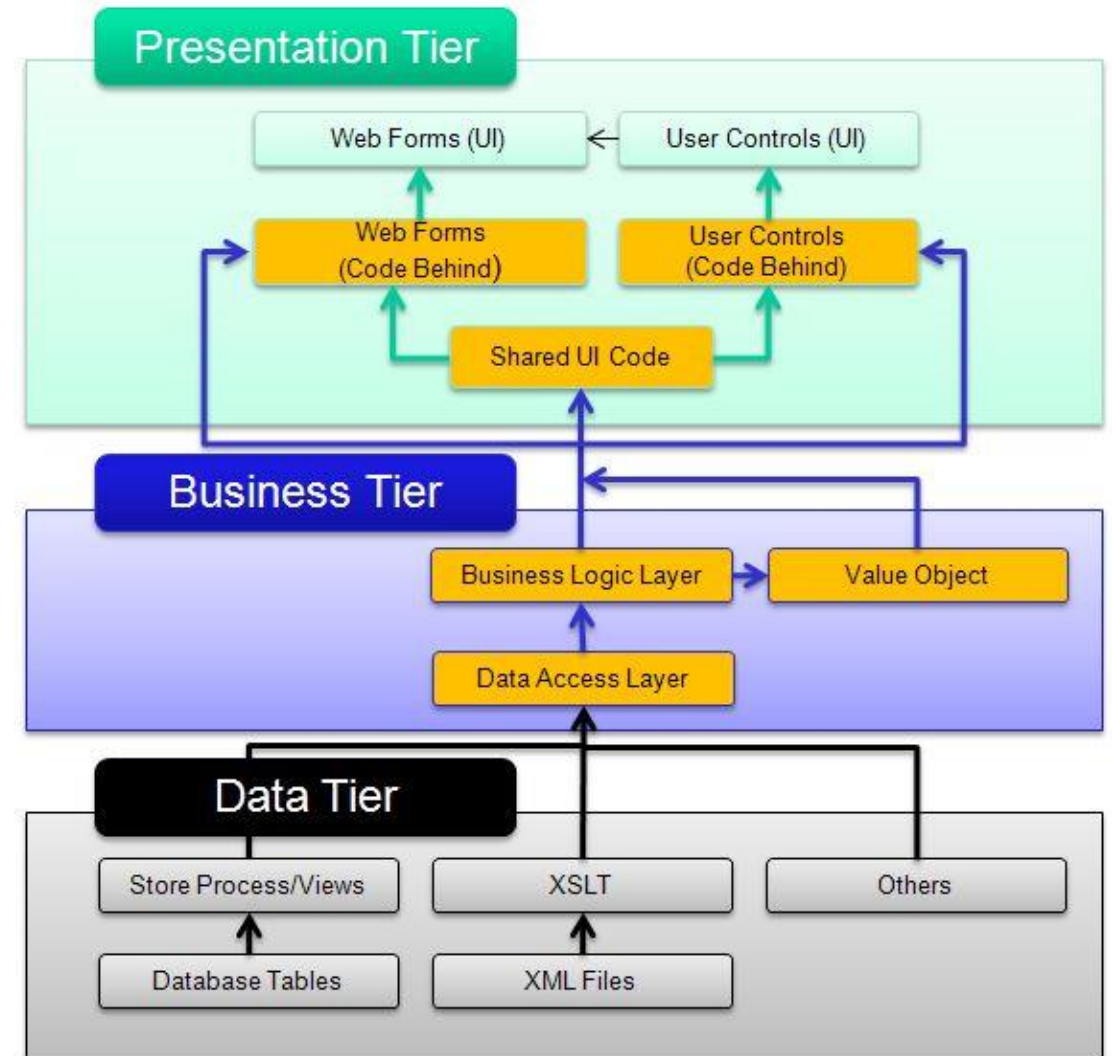 Presentation Tier
Web Forms (UI)
User Controls (UI)
Web Forms
(Code Behind)
User Controls
(Code Behind)
Shared UI Code
Business Tier
Business Logic Layer
Value Object
Data Access Layer
Data Tier
Store Process/Views
XSLT
Others
Database Tables
XML Files